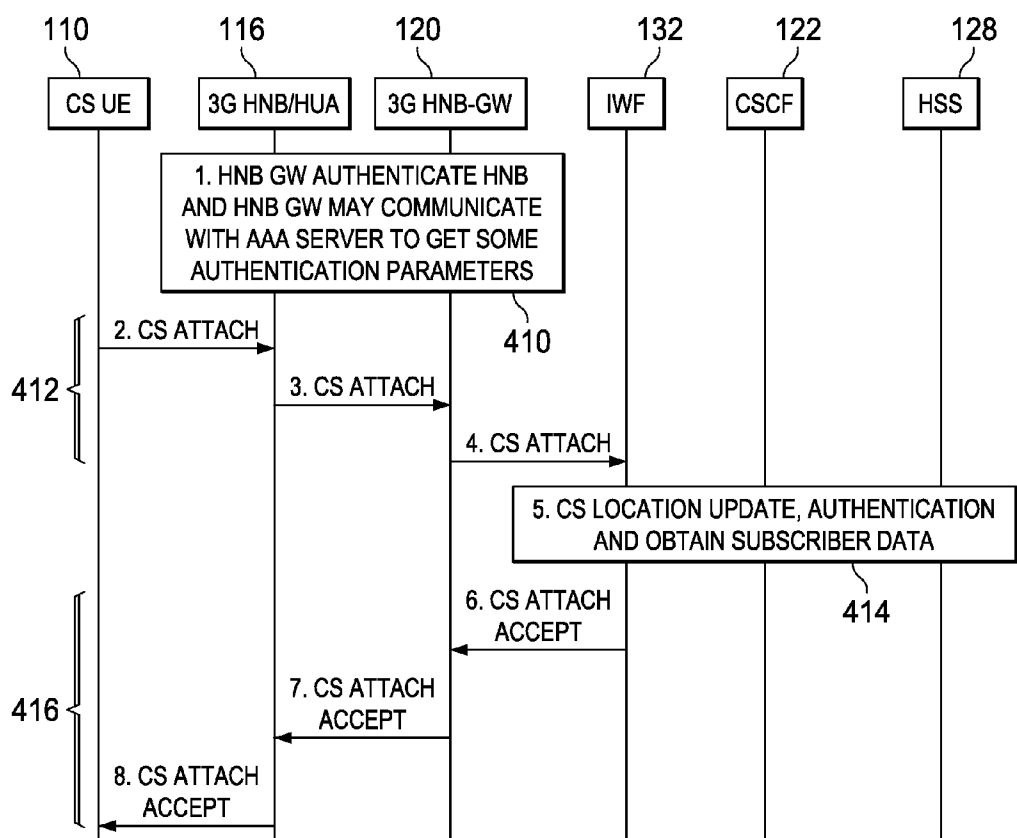 110
116
120
132
122
128
CS UE
3G HNB/HUA
3G HNB-GW
IWF
CSCF
HSS
1. HNB GW AUTHENTICATE HNB
AND HNB GW MAY COMMUNICATE
WITH AAA SERVER TO GET SOME
AUTHENTICATION PARAMETERS
410
2. CS ATTACH
412
3. CS ATTACH
4. CS ATTACH
5. CS LOCATION UPDATE, AUTHENTICATION
AND OBTAIN SUBSCRIBER DATA
414
6. CS ATTACH
ACCEPT
416
7. CS ATTACH
ACCEPT
8. CS ATTACH
ACCEPT